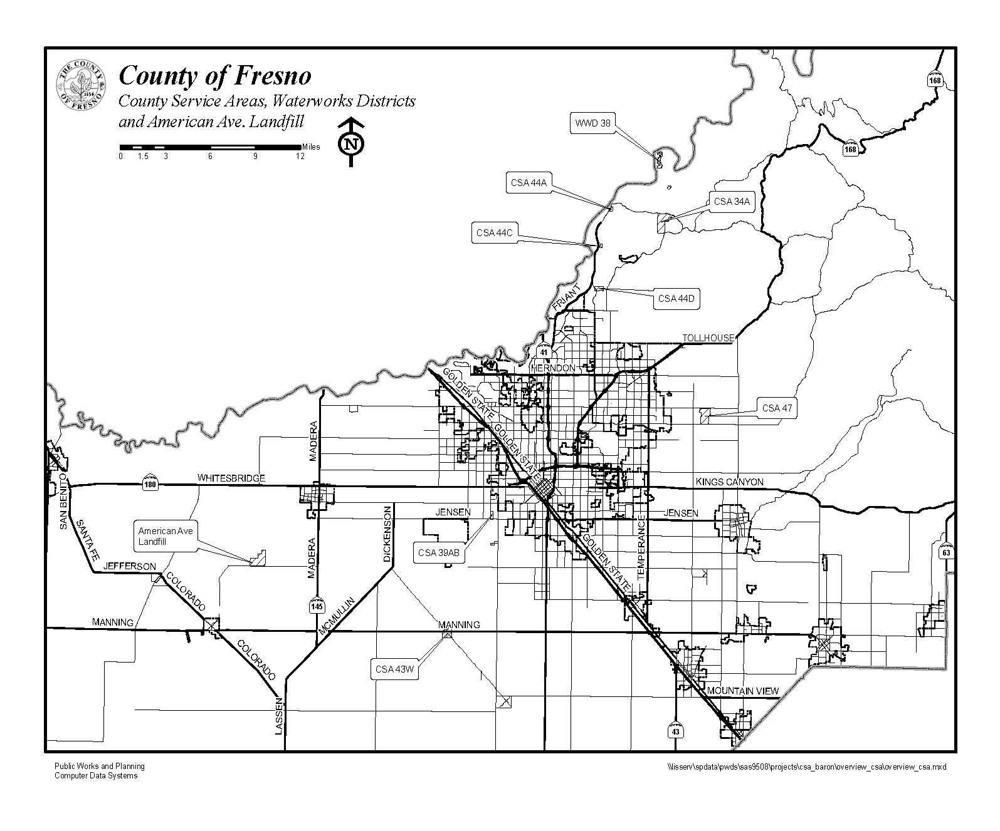 THE COUNTY
1856
OF FRESNO
County of Fresno
County Service Areas, Waterworks Districts
and American Ave. Landfill
Miles
0 1.5 3 6 9 12
N
168
WWD 38
168
CSA 44A
CSA 34A
CSA 44C
FRIANT
CSA 44D
TOLLHOUSE
41
HERNDON
GOLDEN STATE
CSA 47
MADERA
GOLDEN STATE
GOLDEN STATE
180
WHITESBRIDGE
KINGS CANYON
SAN BENITO
JENSEN
JENSEN
SANTA FE
American Ave
Landfill
DICKENSON
TEMPERANCE
CSA 39AB
63
MADERA
GOLDEN STATE
JEFFERSON
COLORADO
145
MCMULLIN
MANNING
MANNING
COLORADO
CSA 43W
MOUNTAIN VIEW
LASSEN
43
Public Works and Planning
Computer Data Systems
\\lisserv\spdata\pwds\sas9508\projects\csa_baron\overview_csa\overview_csa.mxd